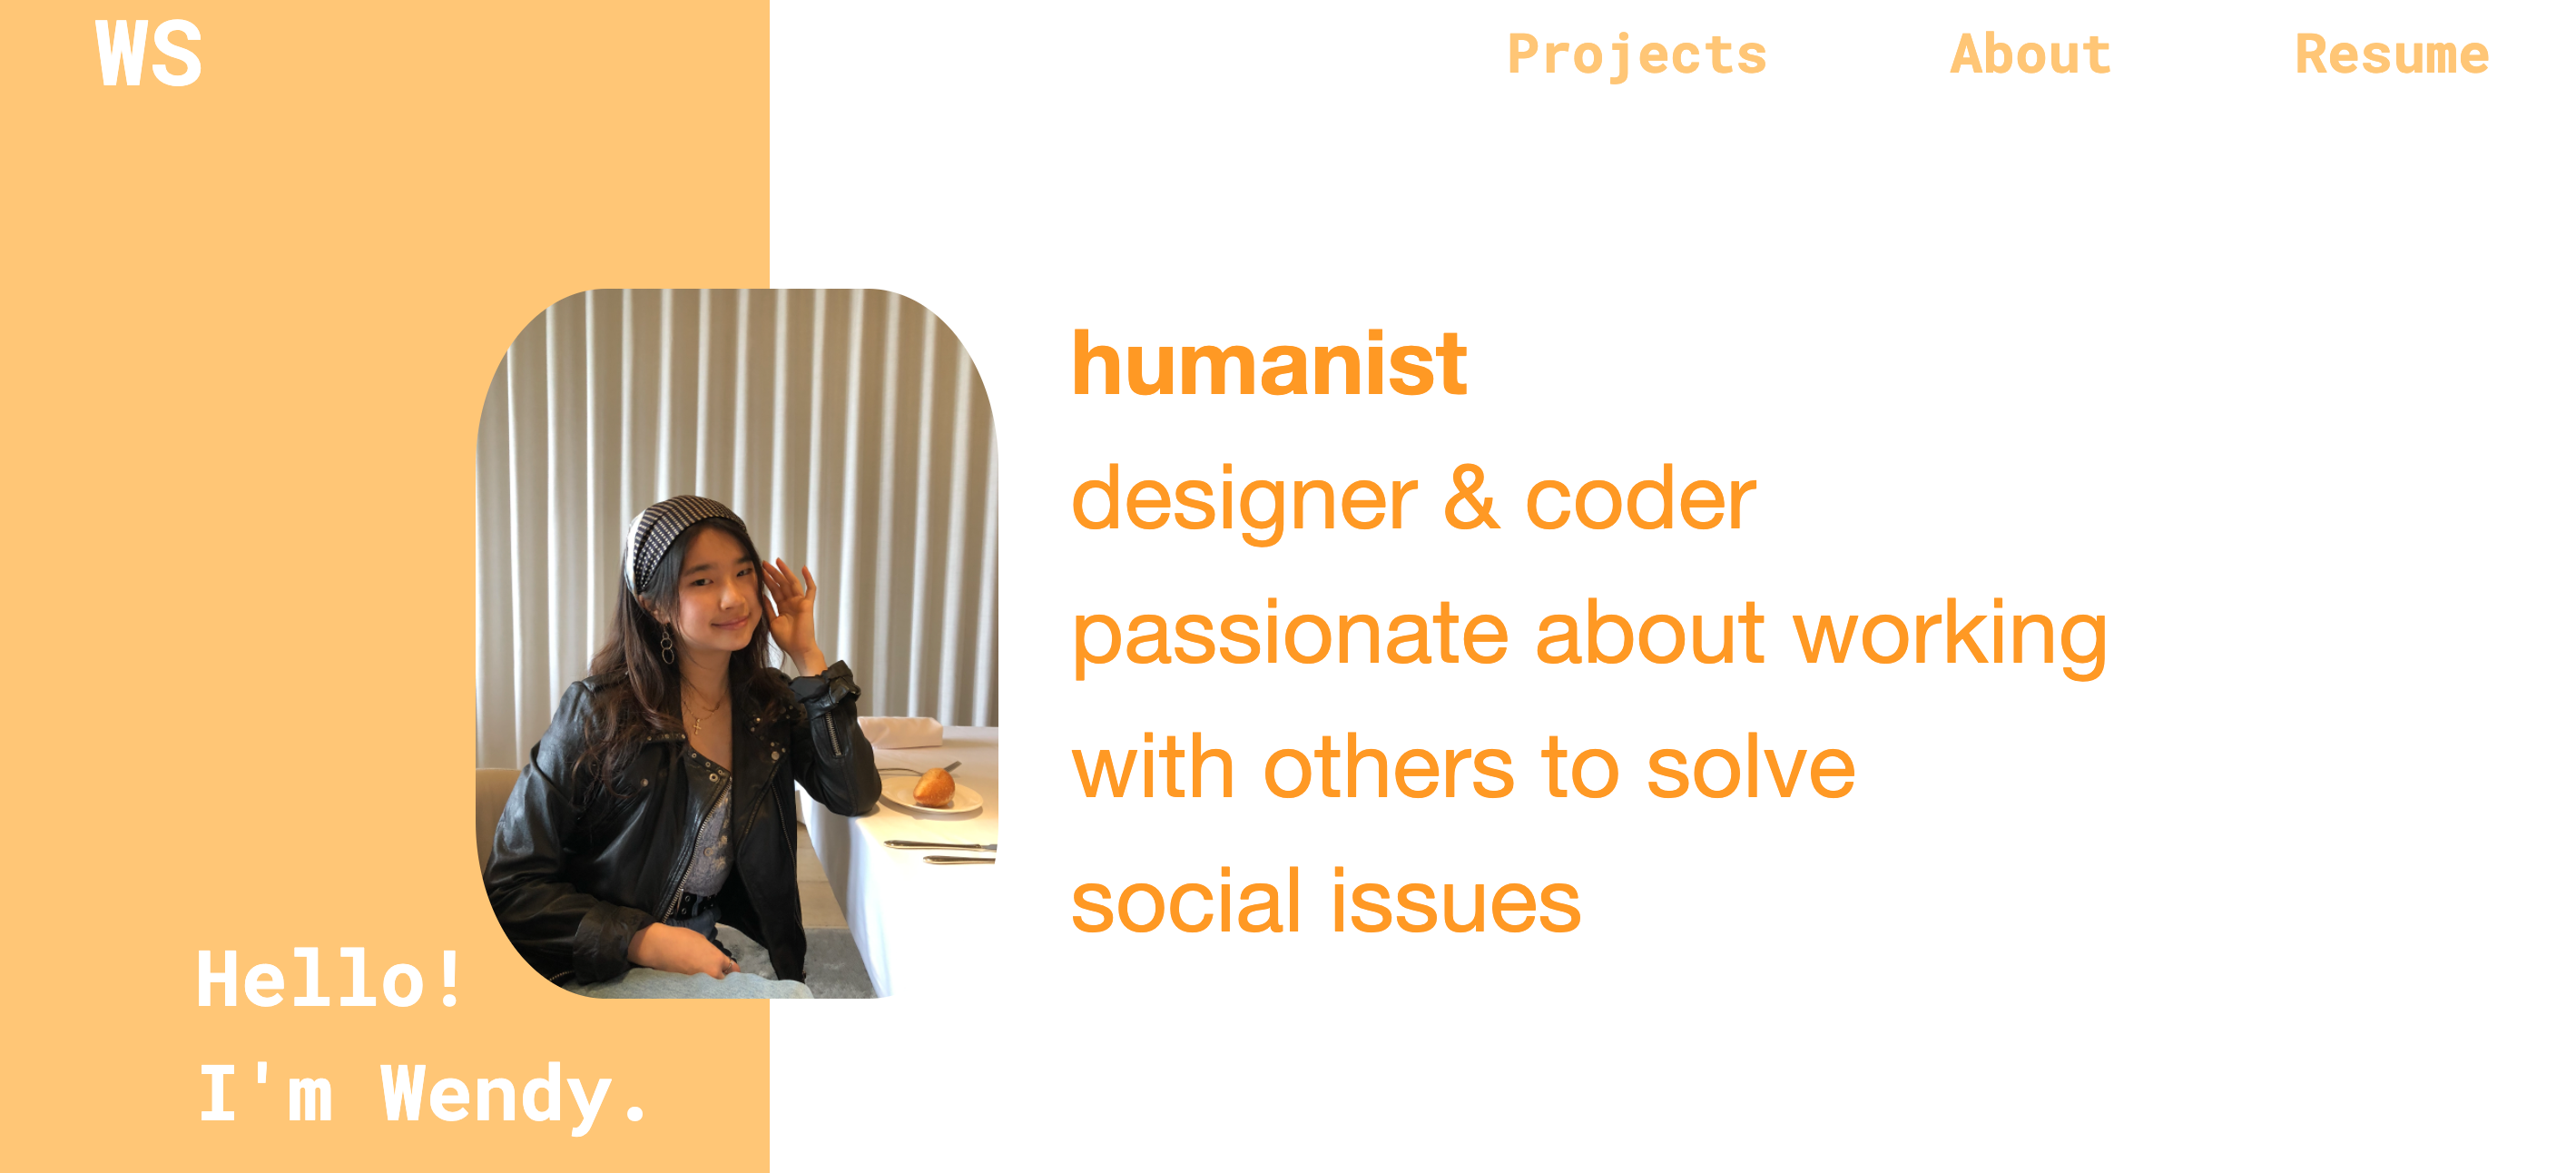 WS
Projects About Resume
humanist
designer & coder
passionate about working
with others to solve
social issues
Hello!
I'm Wendy.